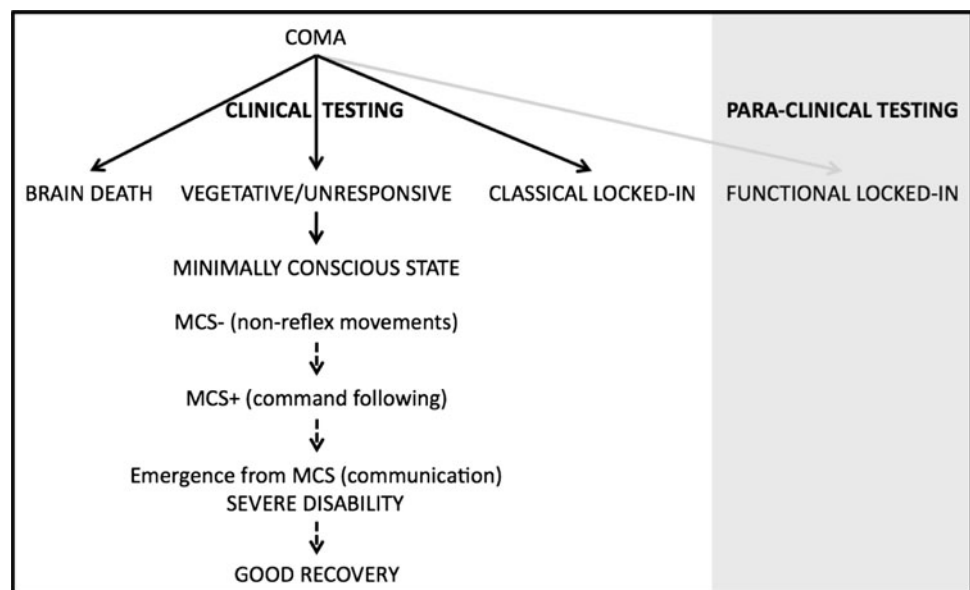 COMA
CLINICAL TESTING
PARA-CLINICAL TESTING
BRAIN DEATH
VEGETATIVE/UNRESPONSIVE
CLASSICAL LOCKED-IN
FUNCTIONAL LOCKED-IN
MINIMALLY CONSCIOUS STATE
MCS- (non-reflex movements)
MCS+ (command following)
Emergence from MCS (communication)
SEVERE DISABILITY
GOOD RECOVERY